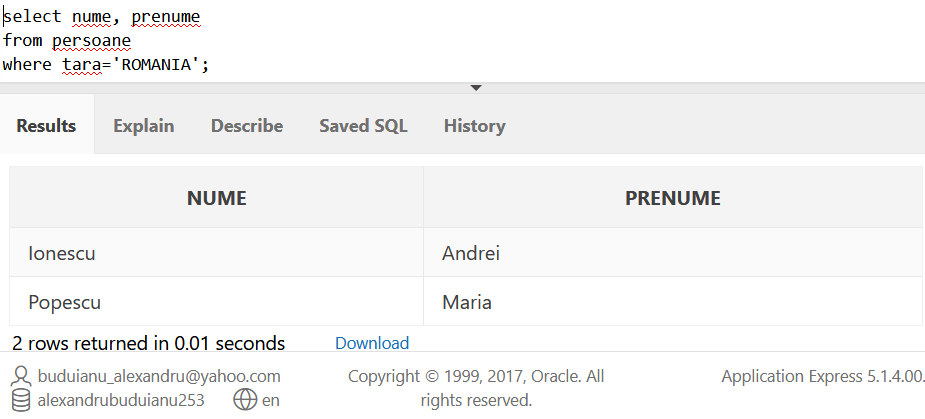 select nume, prenume
from persoane
where tara='ROMANIA';
Results Explain Describe Saved SQL History
NUME PRENUME
Ionescu Andrei
Popescu Maria
2 rows returned in 0.01 seconds Download
buduianu_alexandru@yahoo.com Copyright © 1999, 2017, Oracle. All Application Express 5.1.4.00.
alexandrubuduianu253 en rights reserved.